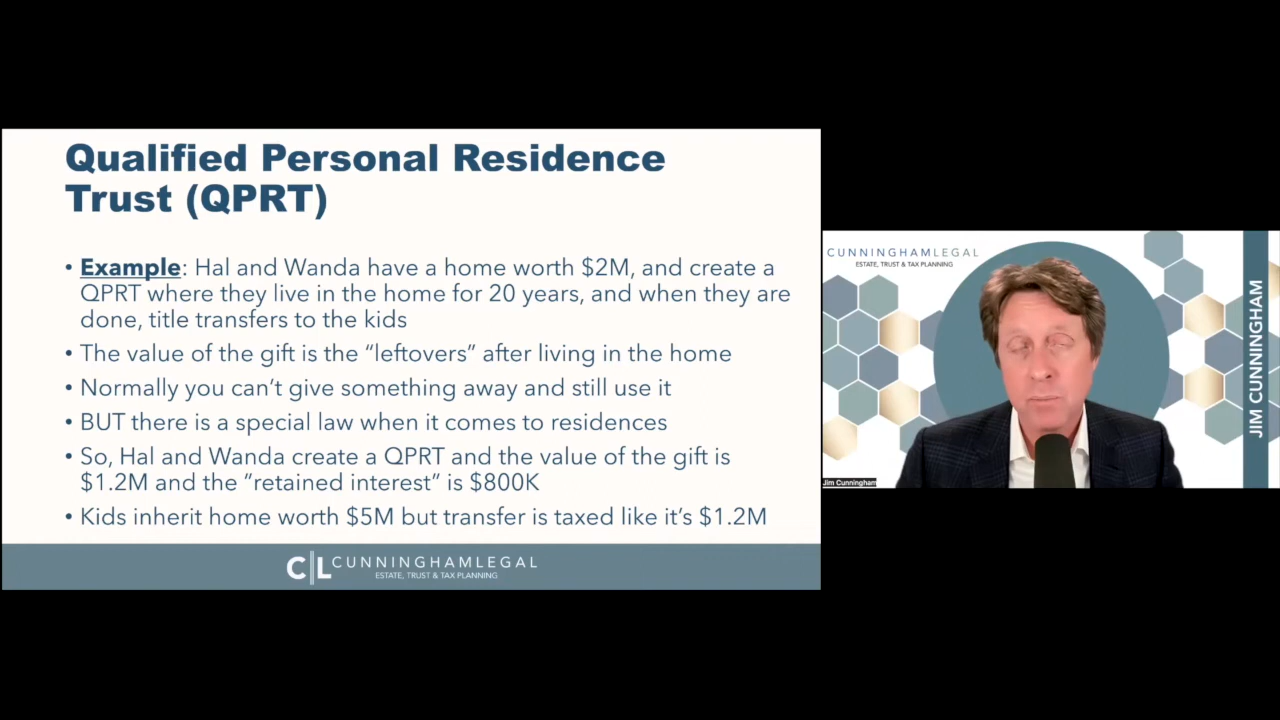 Qualified Personal Residence
Trust (QPRT)
• Example: Hal and Wanda have a home worth $2M, and create a
QPRT where they live in the home for 20 years, and when they are
done, title transfers to the kids
• The value of the gift is the “leftovers” after living in the home
• Normally you can’t give something away and still use it
• BUT there is a special law when it comes to residences
• So, Hal and Wanda create a QPRT and the value of the gift is
$1.2M and the “retained interest” is $800K
• Kids inherit home worth $5M but transfer is taxed like it’s $1.2M
CL CUNNINGHAMLEGAL
ESTATE, TRUST & TAX PLANNING
CUNNINGHAMLEGAL
ESTATE, TRUST & TAX PLANNING
JIM CUNNINGHAM
Jim Cunningham